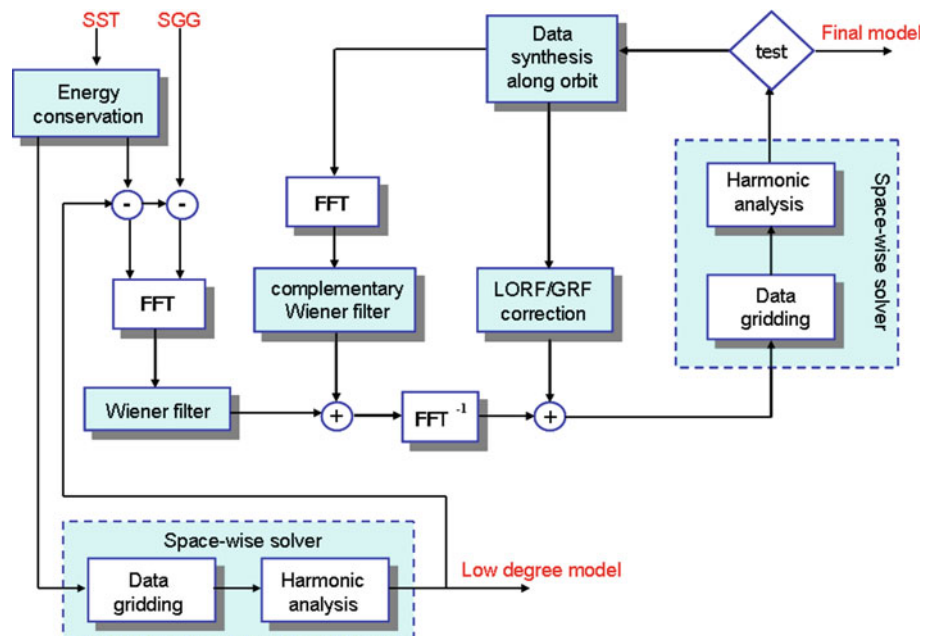 SST
SGG
Energy
conservation
-
-
FFT
Wiener filter
Data
synthesis
along orbit
FFT
complementary
Wiener filter
LORF/GRF
correction
+
FFT -1
+
test
Final model
Harmonic
analysis
Data
gridding
Space-wise solver
Space-wise solver
Data
gridding
Harmonic
analysis
Low degree model